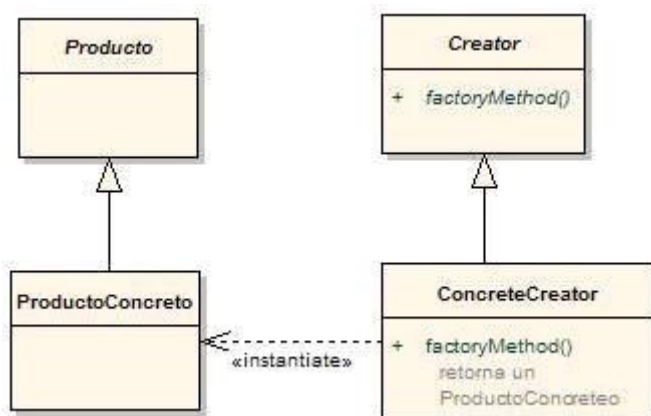 Producto
Creator
+ factoryMethod()
ProductoConcreto
ConcreteCreator
«instantiate»
+ factoryMethod()
retorna un
ProductoConcreteo